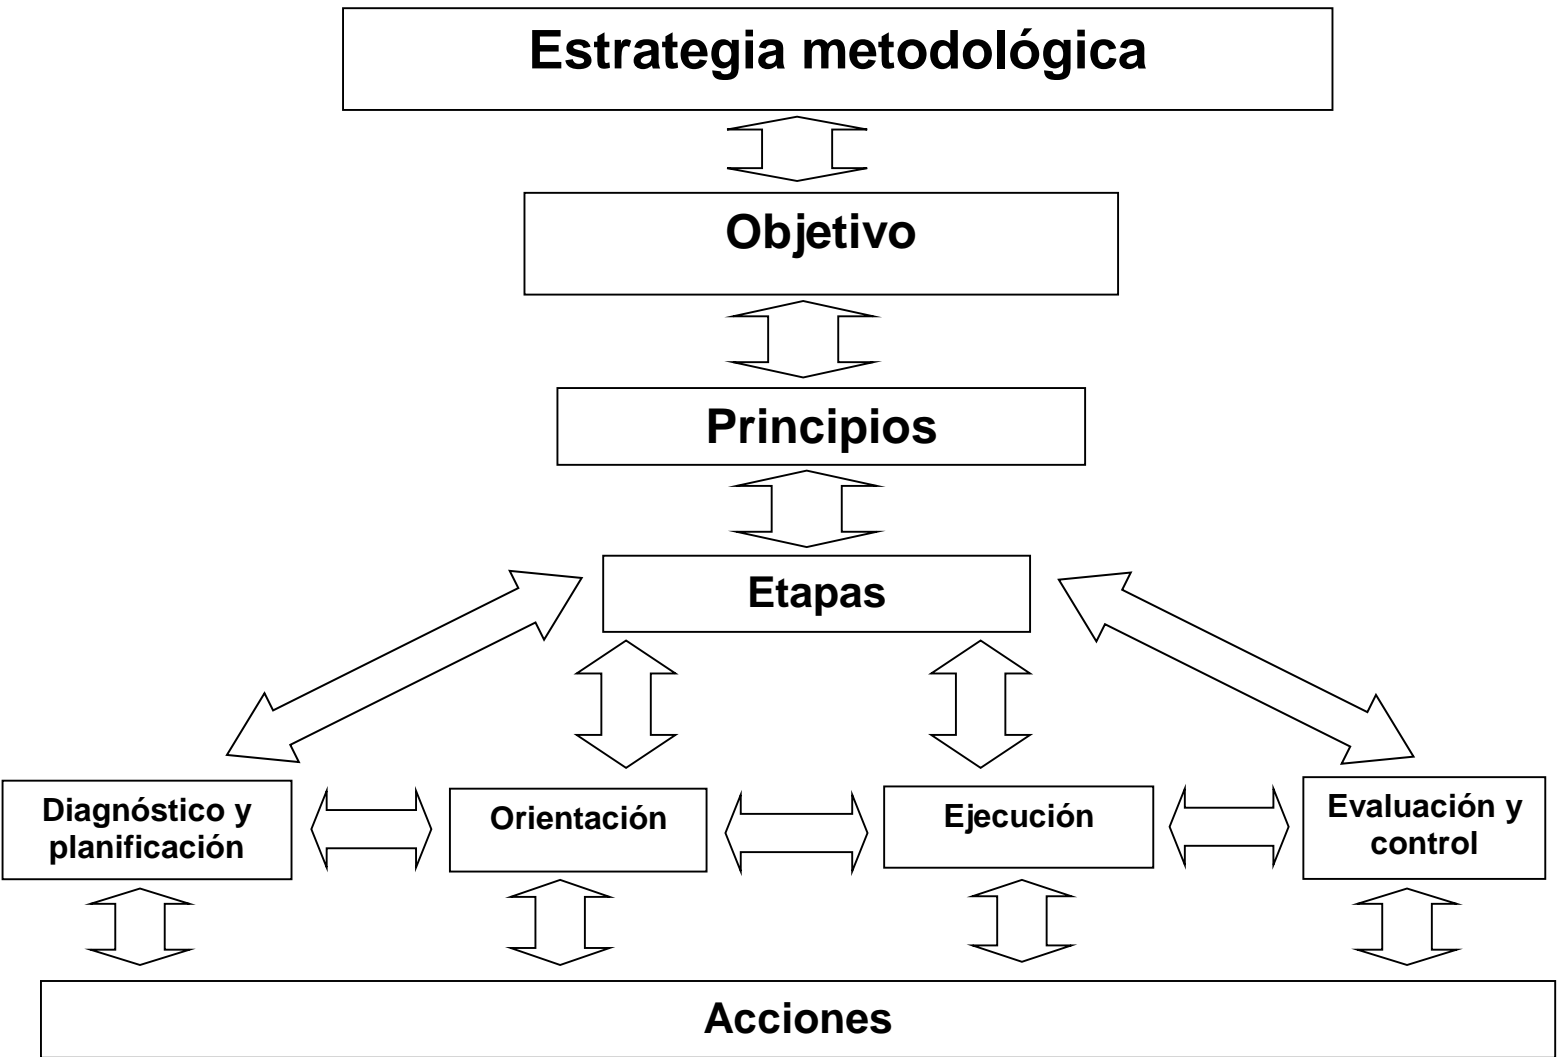 Estrategia metodológica
Objetivo
Principios
Etapas
Diagnóstico y
planificación
Orientación
Ejecución
Evaluación y
control
Acciones